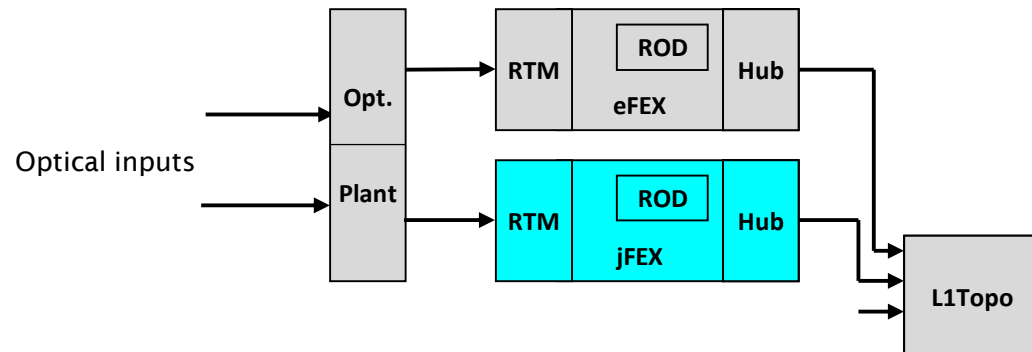 Optical inputs
Opt.
Plant
RTM
ROD
eFEX
Hub
RTM
ROD
jFEX
Hub
L1Topo